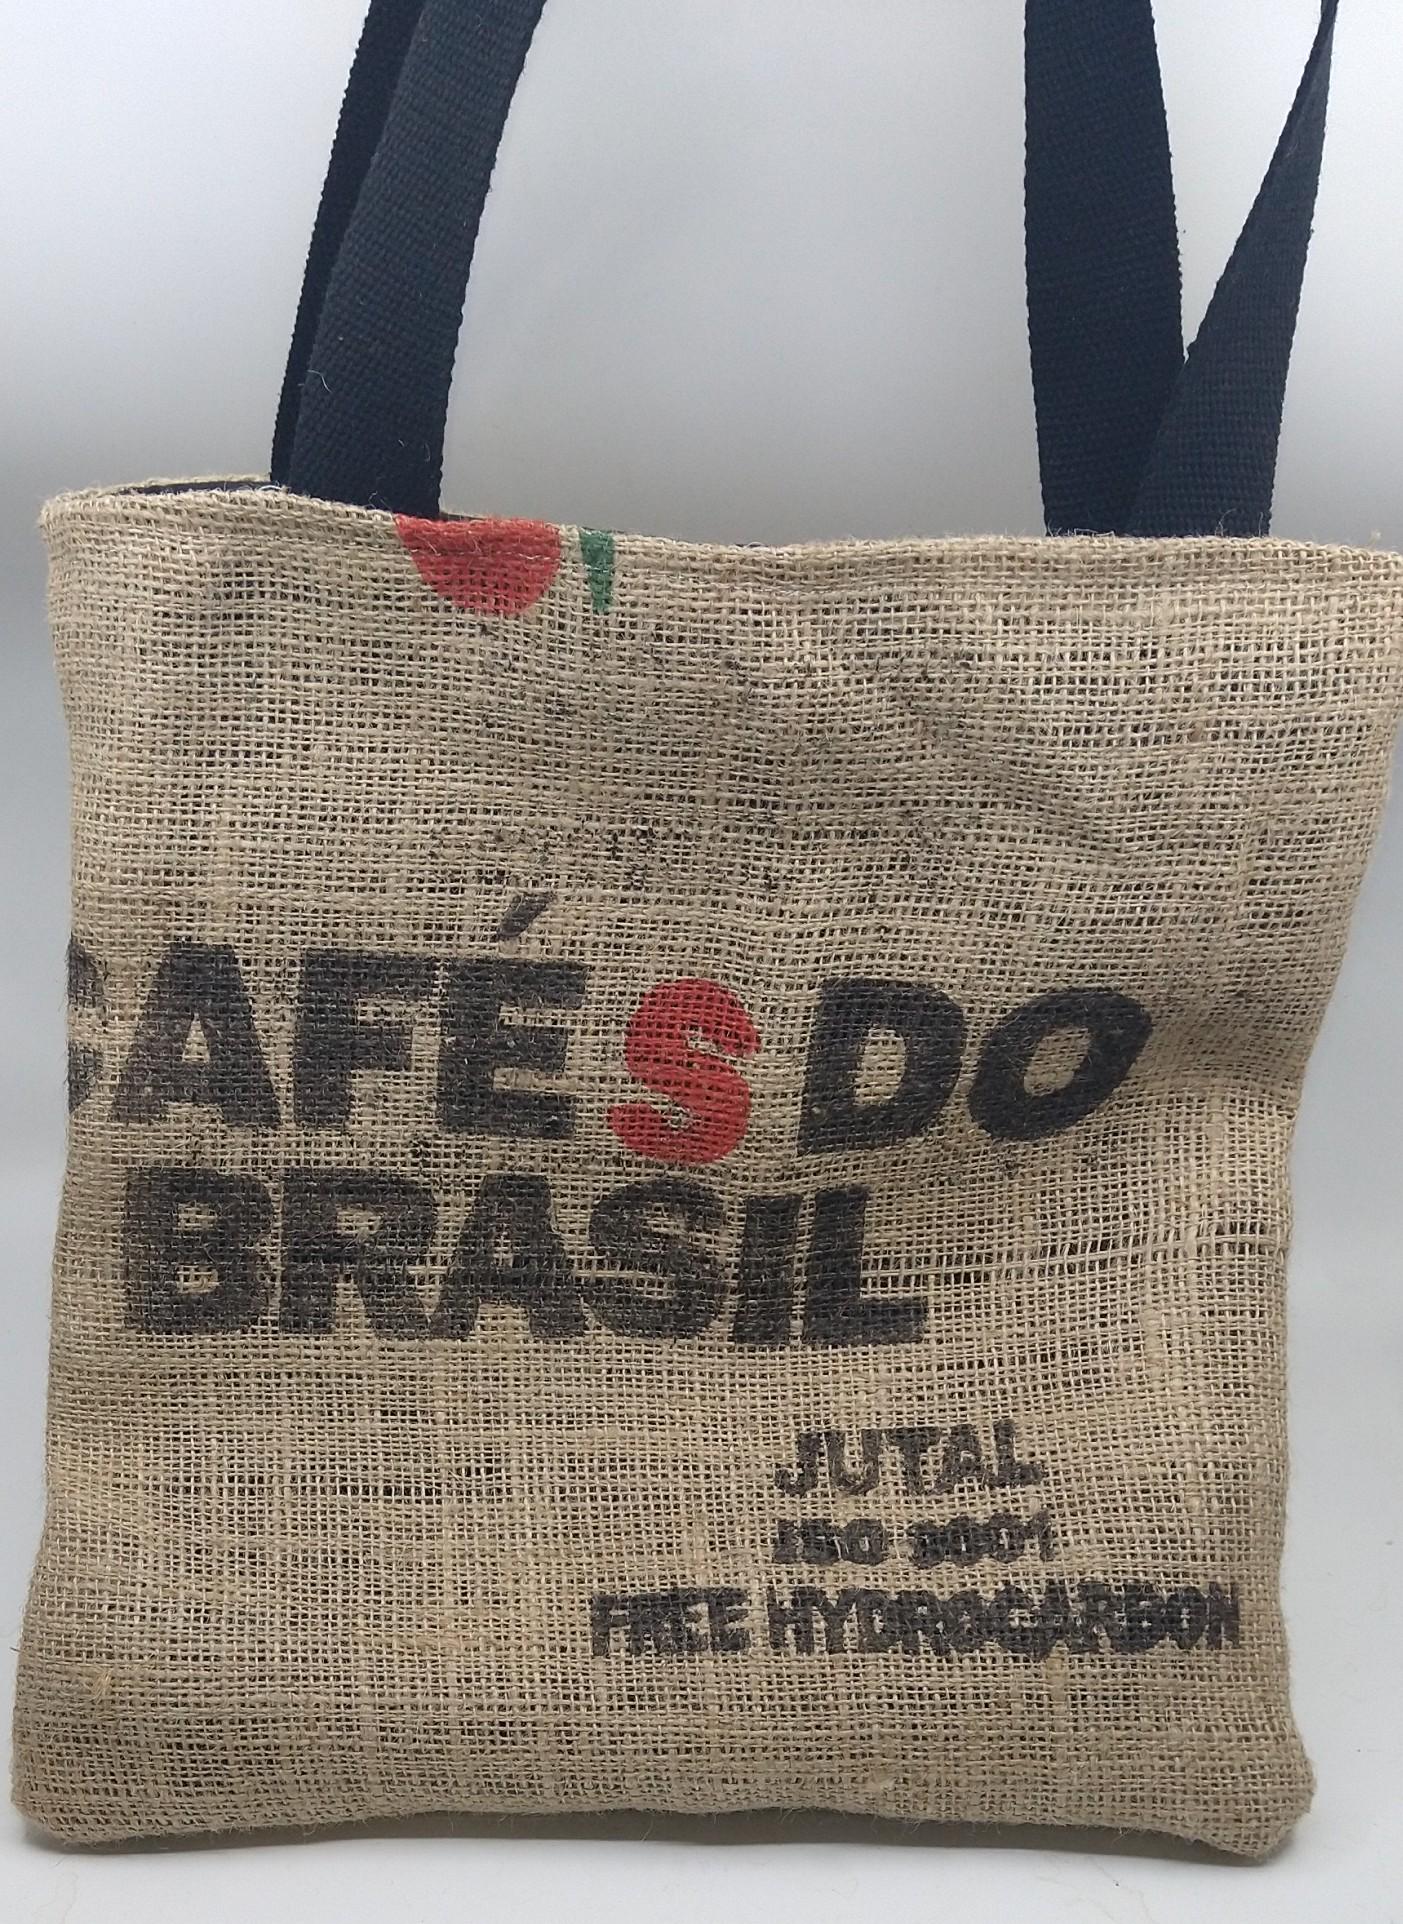 CAFÉS DO
BRASIL
JUTAL
ISO 9001
FREE HYDROCARBON